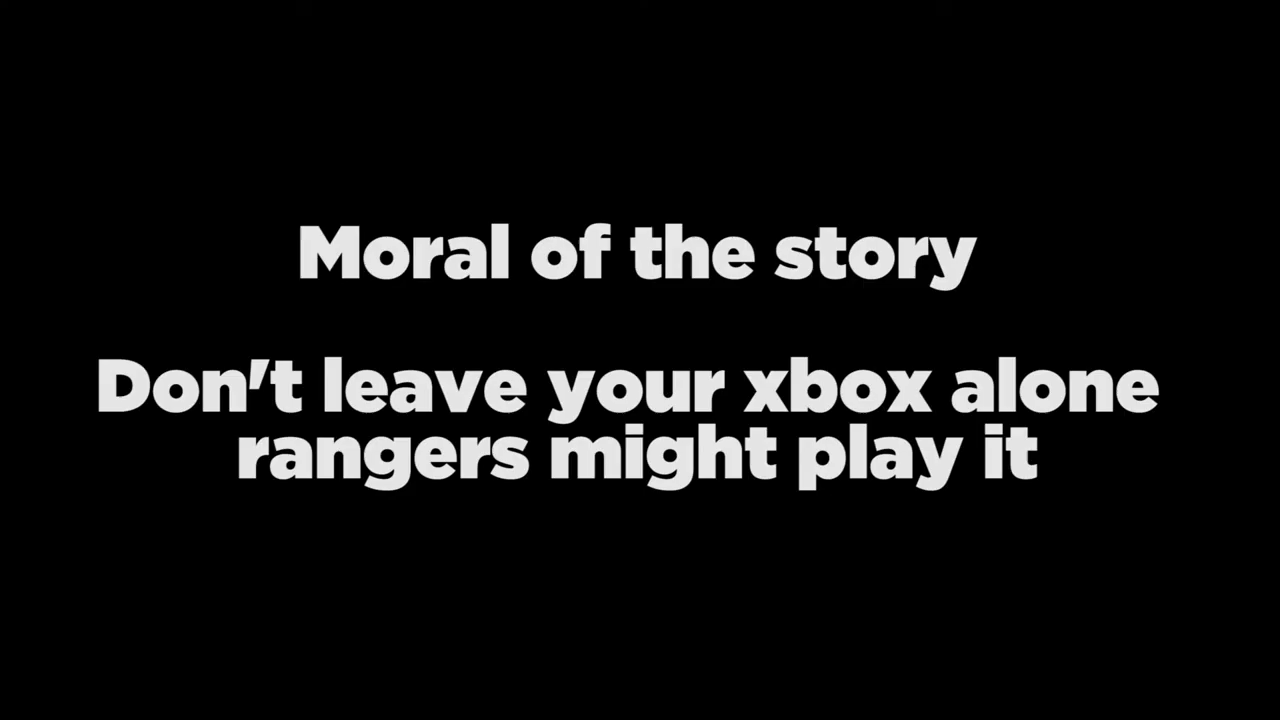 Moral of the story
Don't leave your xbox alone
rangers might play it